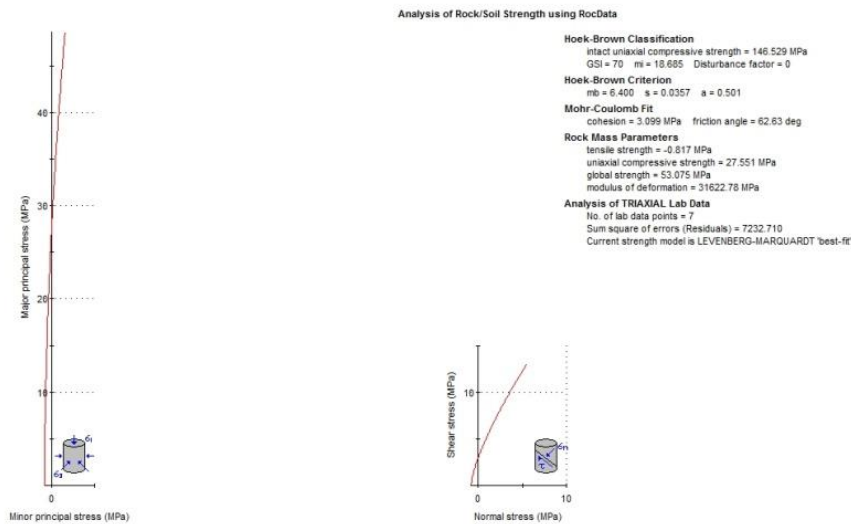 Analysis of Rock/Soil Strength using RocData
Hoek-Brown Classification
intact uniaxial compressive strength = 146.529 MPa
GSI = 70 mi = 18.685 Disturbance factor = 0
Hoek-Brown Criterion
mb = 6.400 s = 0.0357 a = 0.501
Mohr-Coulomb Fit
cohesion = 3.099 MPa friction angle = 62.63 deg
Rock Mass Parameters
tensile strength = -0.817 MPa
uniaxial compressive strength = 27.551 MPa
global strength = 53.075 MPa
modulus of deformation = 31622.78 MPa
Analysis of TRIAXIAL Lab Data
No. of lab data points = 7
Sum square of errors (Residuals) = 7232.710
Current strength model is LEVENBERG-MARQUARDT 'best-fit'
Major principal stress (MPa)
40
30
20
10
σ1
σ3
0
Minor principal stress (MPa)
Shear stress (MPa)
10
σn
τ
0 10
Normal stress (MPa)